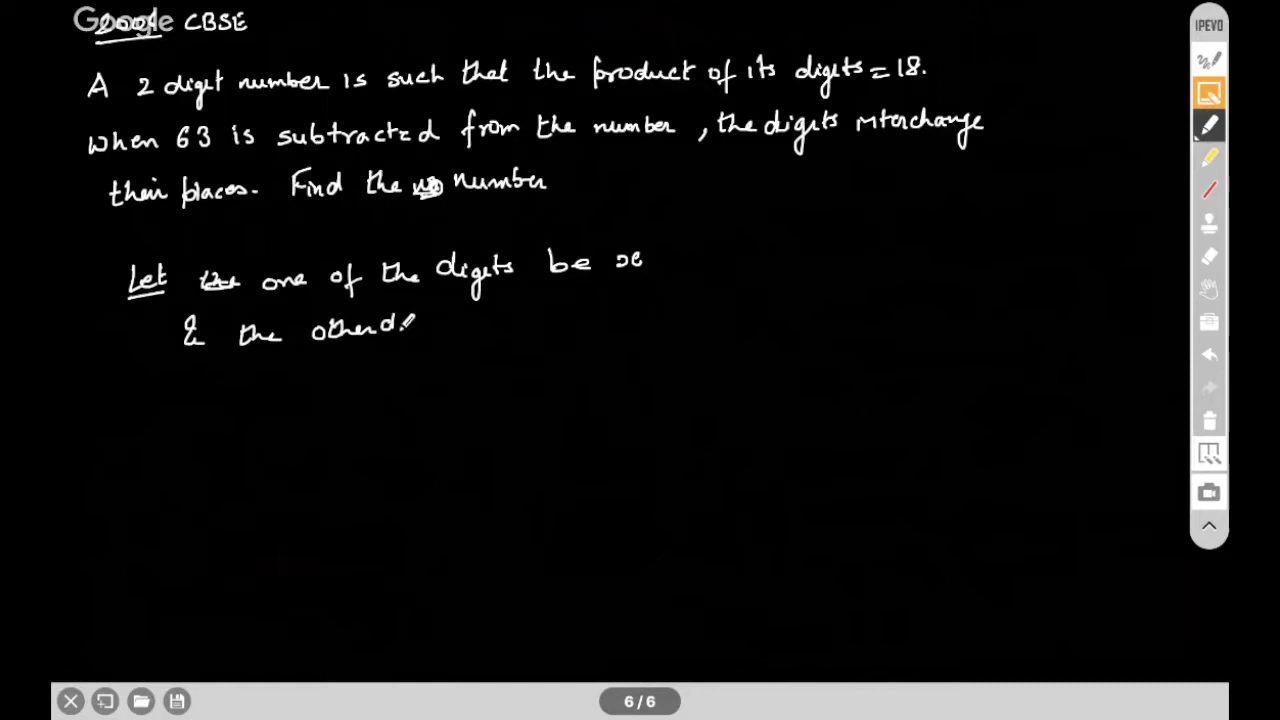 Google CBSE
A 2 digit number is such that the product of its digits = 18.
When 63 is subtracted from the number, the digits interchange
their places. Find the number
Let the one of the digits be x
& the other d.
IPEVO
6/6